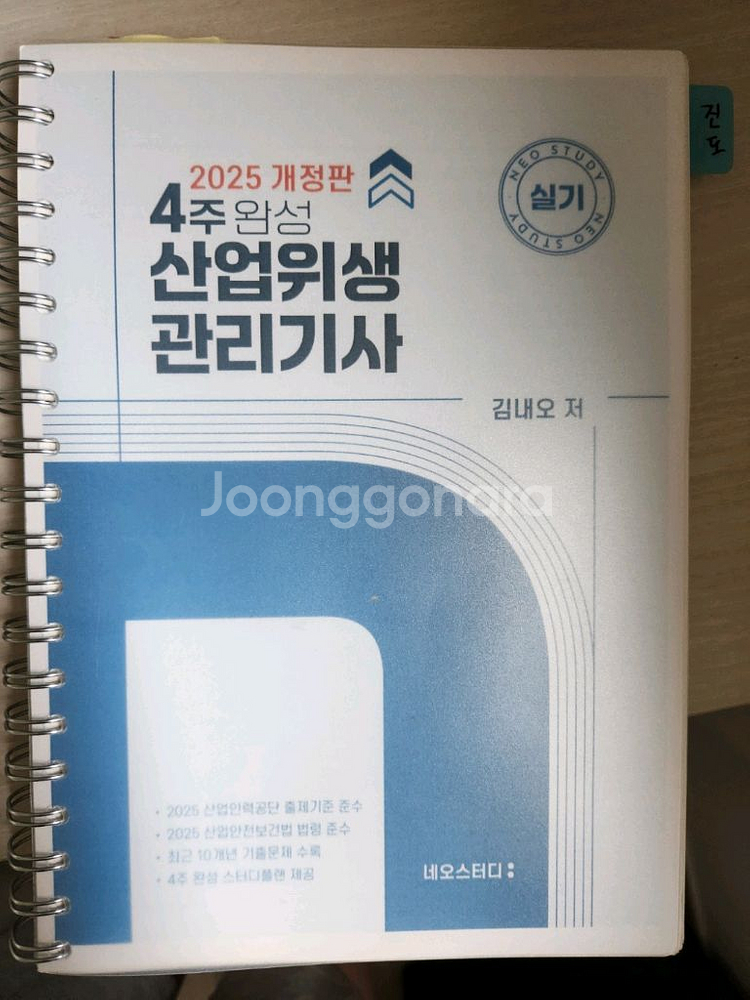 2025 개정판
4주 완성
산업위생
관리기사
NEO STUDY · NEO STUDY ·
실기
진도
김내오 저
Joonggonara
• 2025 산업인력공단 출제기준 준수
• 2025 산업안전보건법 법령 준수
• 최근 10개년 기출문제 수록
• 4주 완성 스터디플랜 제공
네오스터디: